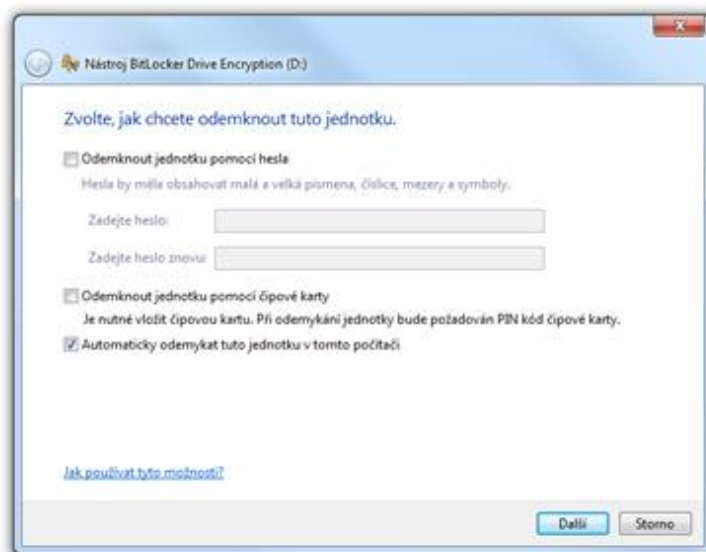 Nástroj BitLocker Drive Encryption (D:)
Zvolte, jak chcete odemknout tuto jednotku.
Odemknout jednotku pomocí hesla
Hesla by měla obsahovat malá a velká písmena, číslice, mezery a symboly.
Zadejte heslo:
Zadejte heslo znovu:
Odemknout jednotku pomocí čipové karty
Je nutné vložit čipovou kartu. Při odemykání jednotky bude požadován PIN kód čipové karty.
Automaticky odemykat tuto jednotku v tomto počítači
Jak používat tyto možnosti?
Další Storno